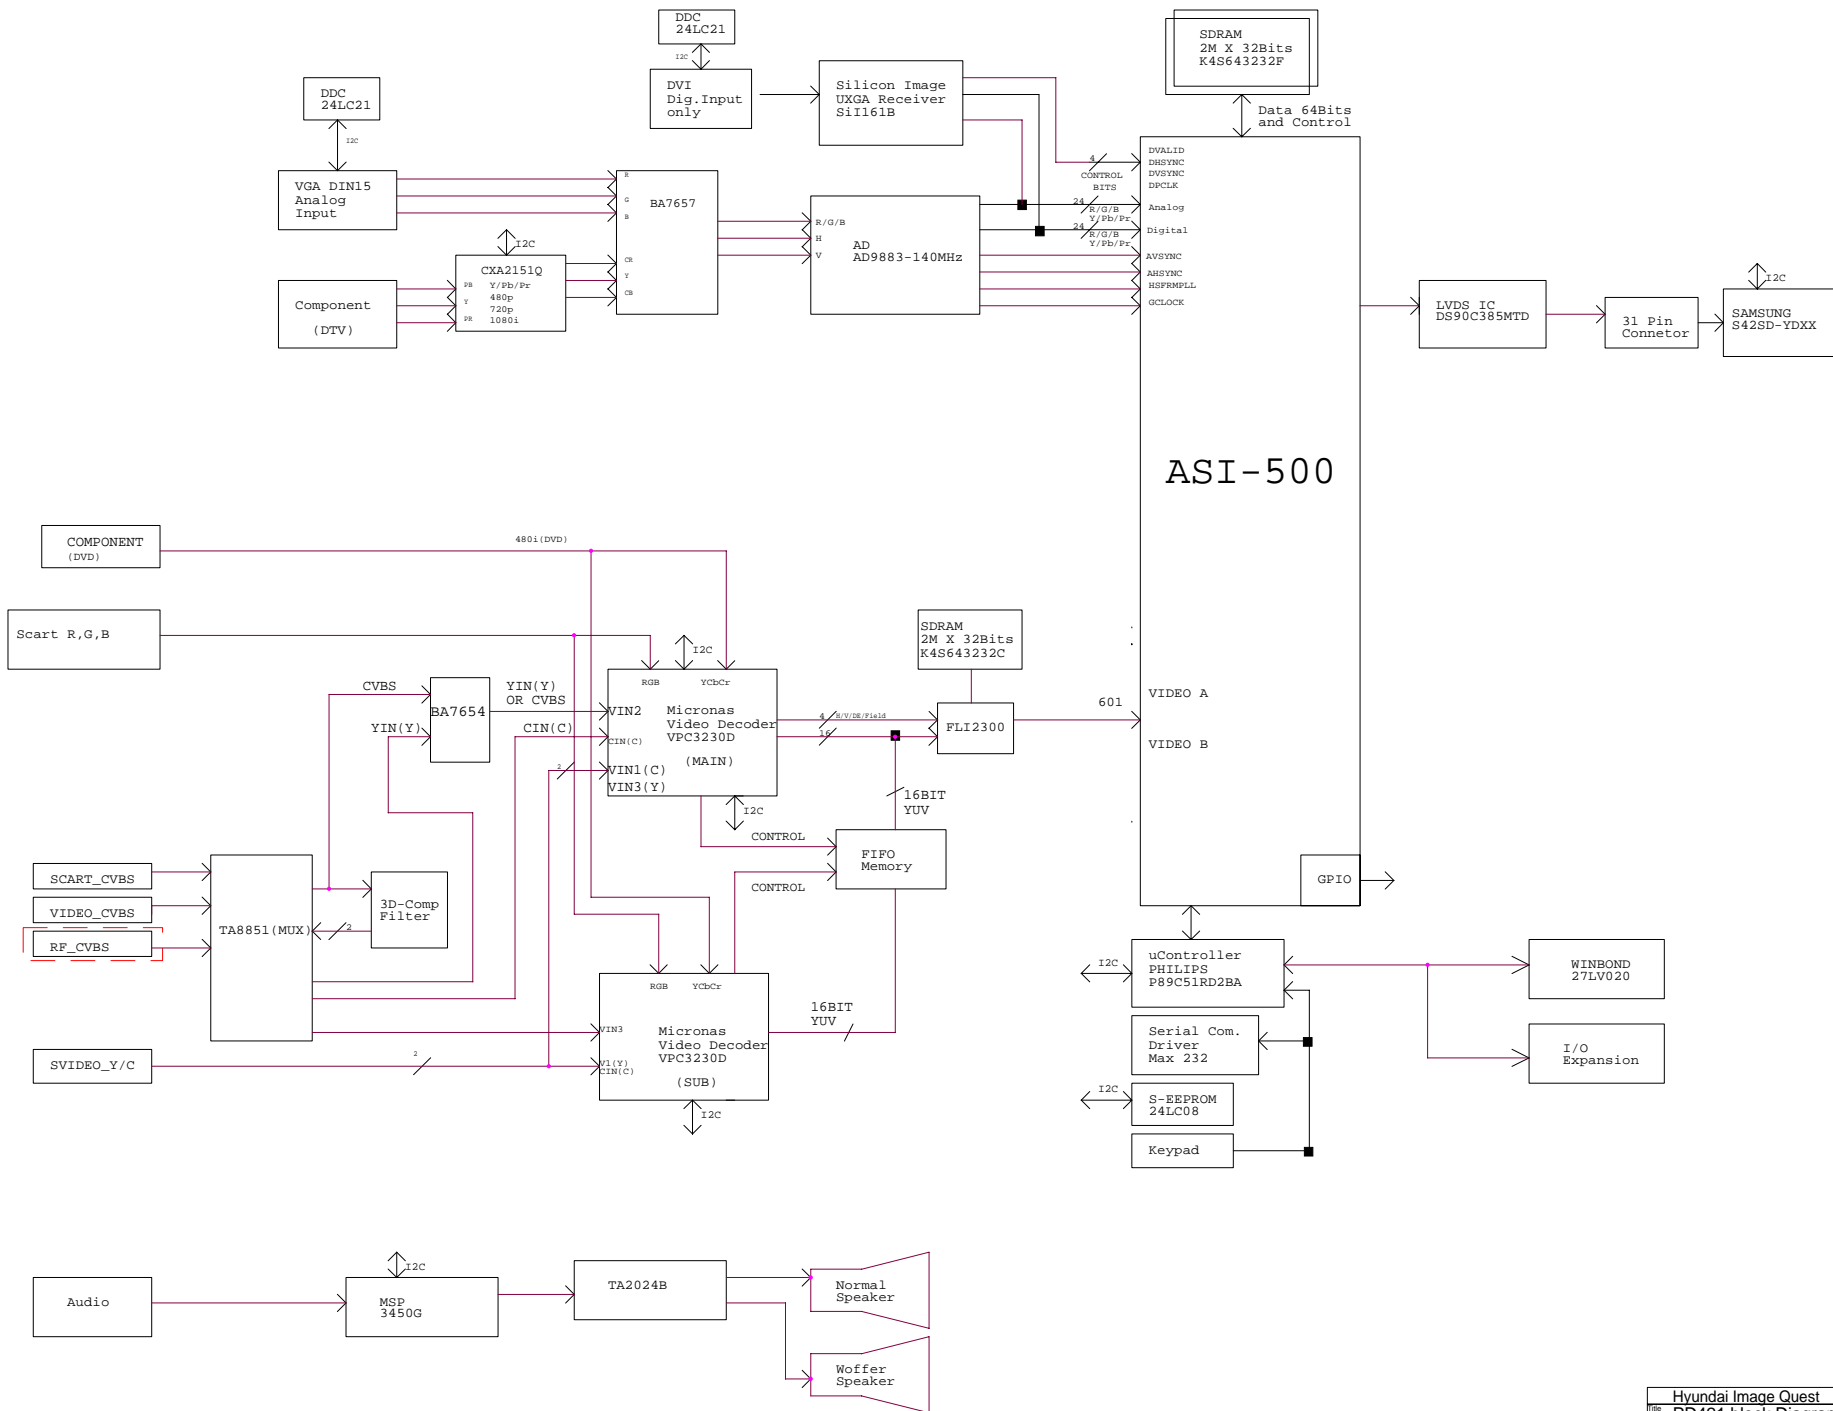 DDC
24LC21
I2C
DVI
Dig.Input
only
Silicon Image
UXGA Receiver
SiI161B
SDRAM
2M X 32Bits
K4S643232F
Data 64Bits
and Control
DDC
24LC21
I2C
VGA DIN15
Analog
Input
R
G
B
BA7657
CR
Y
CB
I2C
CXA2151Q
Y/Pb/Pr
480p
720p
1080i
PB
Y
PR
Component
(DTV)
R/G/B
H
V
AD
AD9883-140MHz
4
CONTROL
BITS
24
R/G/B
Y/Pb/Pr
24
R/G/B
Y/Pb/Pr
DVALID
DHSYNC
DVSYNC
DPCLK
Analog
Digital
AVSYNC
AHSYNC
HSFRMPLL
GCLOCK
LVDS IC
DS90C385MTD
31 Pin
Connetor
I2C
SAMSUNG
S42SD-YDXX
ASI-500
COMPONENT
(DVD)
480i(DVD)
Scart R,G,B
I2C
SDRAM
2M X 32Bits
K4S643232C
CVBS
BA7654
YIN(Y)
YIN(Y)
OR CVBS
CIN(C)
RGB
YCbCr
VIN2
CIN(C)
VIN1(C)
VIN3(Y)
Micronas
Video Decoder
VPC3230D
(MAIN)
2
4
H/V/DE/Field
16
FLI2300
601
VIDEO A
VIDEO B
I2C
CONTROL
CONTROL
16BIT
YUV
FIFO
Memory
GPIO
SCART_CVBS
VIDEO_CVBS
RF_CVBS
TA8851(MUX)
3D-Comp
Filter
2
RGB
YCbCr
VIN3
V1(Y)
CIN(C)
Micronas
Video Decoder
VPC3230D
(SUB)
16BIT
YUV
SVIDEO_Y/C
2
I2C
I2C
uController
PHILIPS
P89C51RD2BA
WINBOND
27LV020
Serial Com.
Driver
Max 232
I/O
Expansion
I2C
S-EEPROM
24LC08
Keypad
Audio
I2C
MSP
3450G
TA2024B
Normal
Speaker
Woffer
Speaker
Hyundai Image Quest
Title